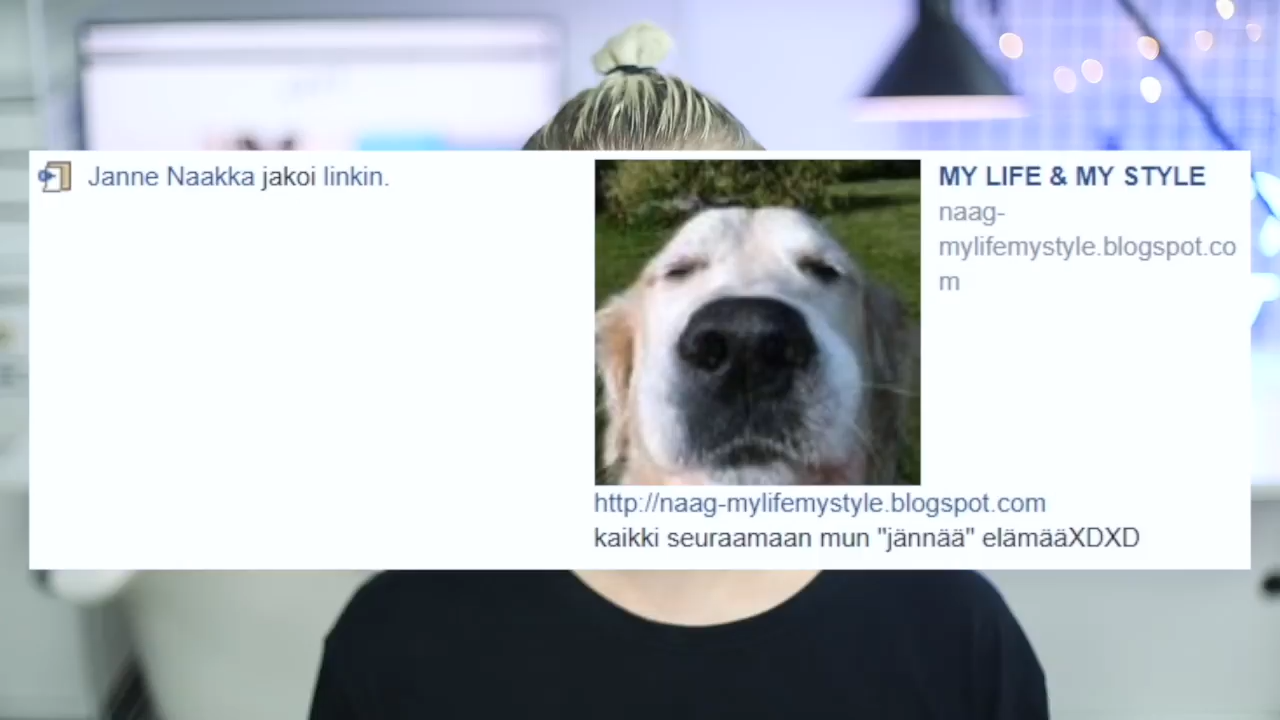 Janne Naakka jakoi linkin.
MY LIFE & MY STYLE
naag-
mylifemystyle.blogspot.co
m
http://naag-mylifemystyle.blogspot.com
kaikki seuraamaan mun "jännää" elämääXDXD